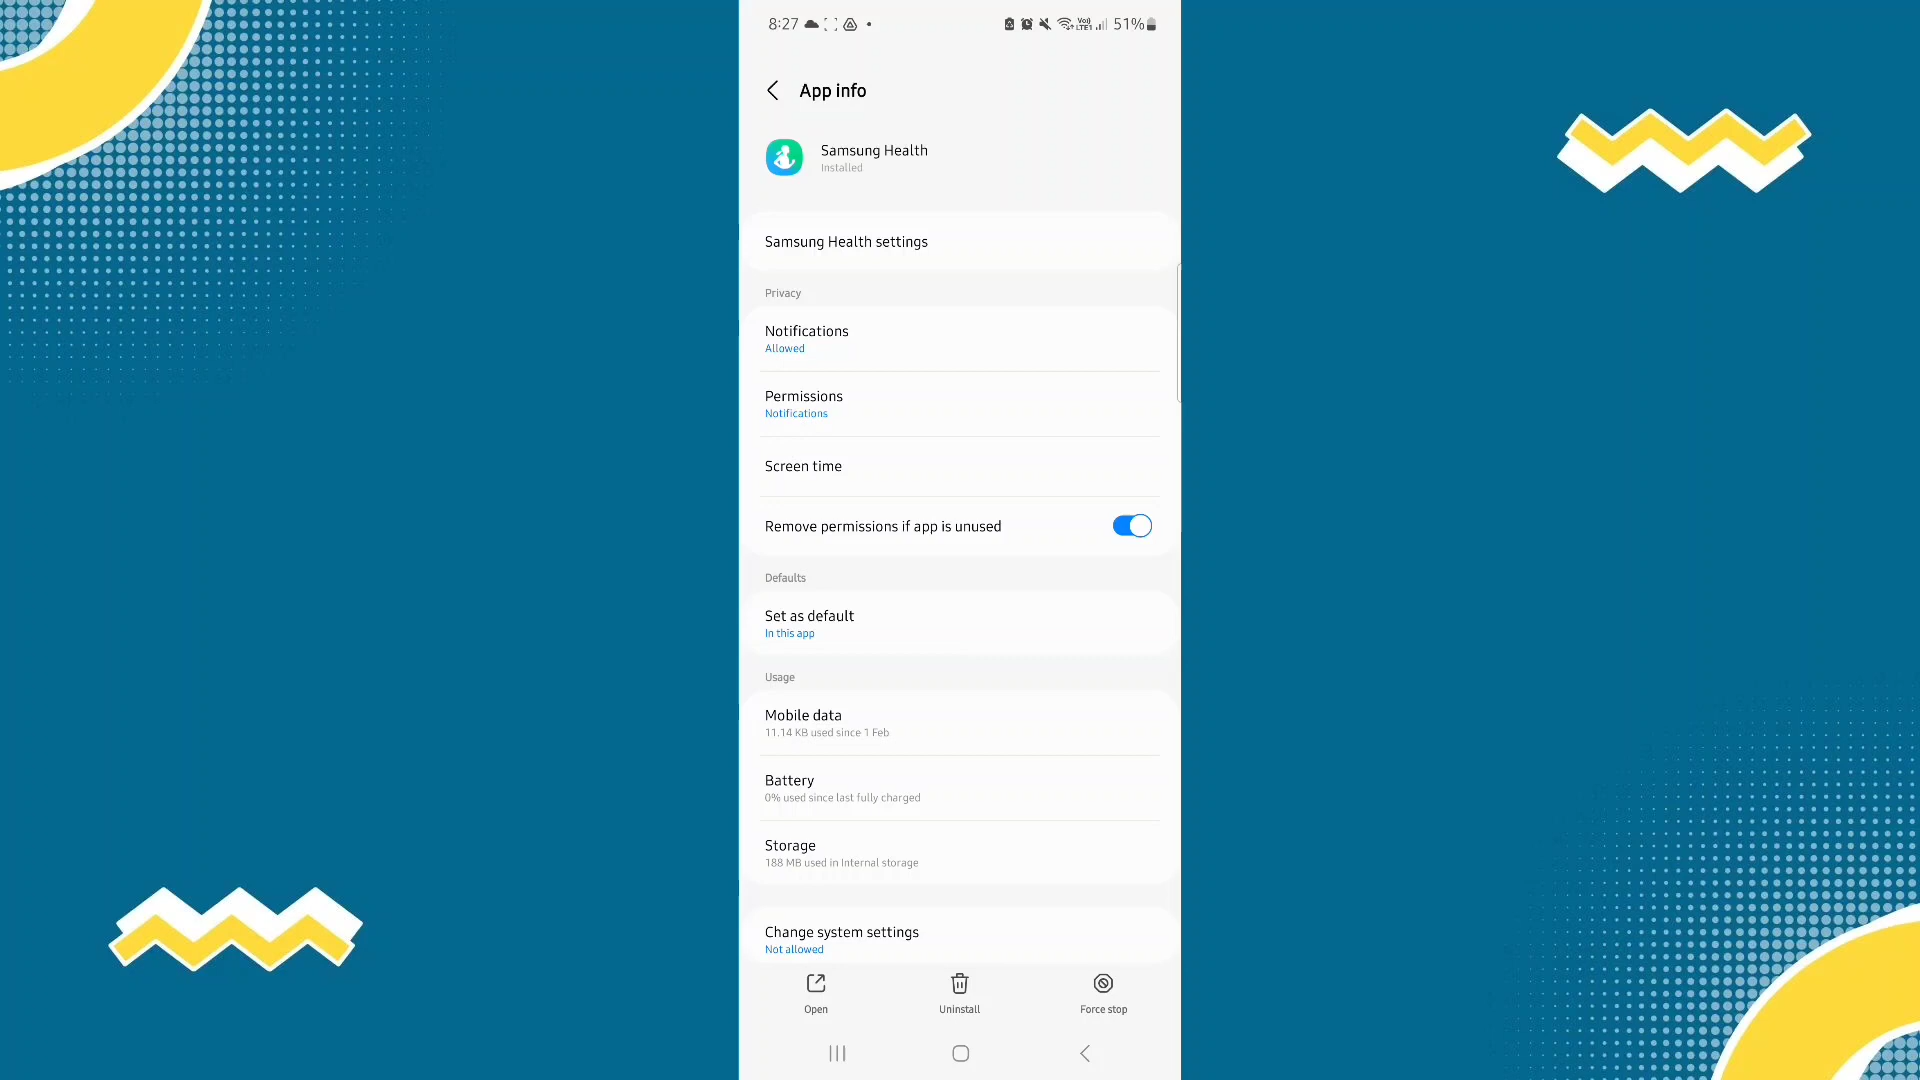 8:27
Vo))
LTE1
51%
App info
Samsung Health
Installed
Samsung Health settings
Privacy
Notifications
Allowed
Permissions
Notifications
Screen time
Remove permissions if app is unused
Defaults
Set as default
In this app
Usage
Mobile data
11.14 KB used since 1 Feb
Battery
0% used since last fully charged
Storage
188 MB used in Internal storage
Change system settings
Not allowed
Open
Uninstall
Force stop